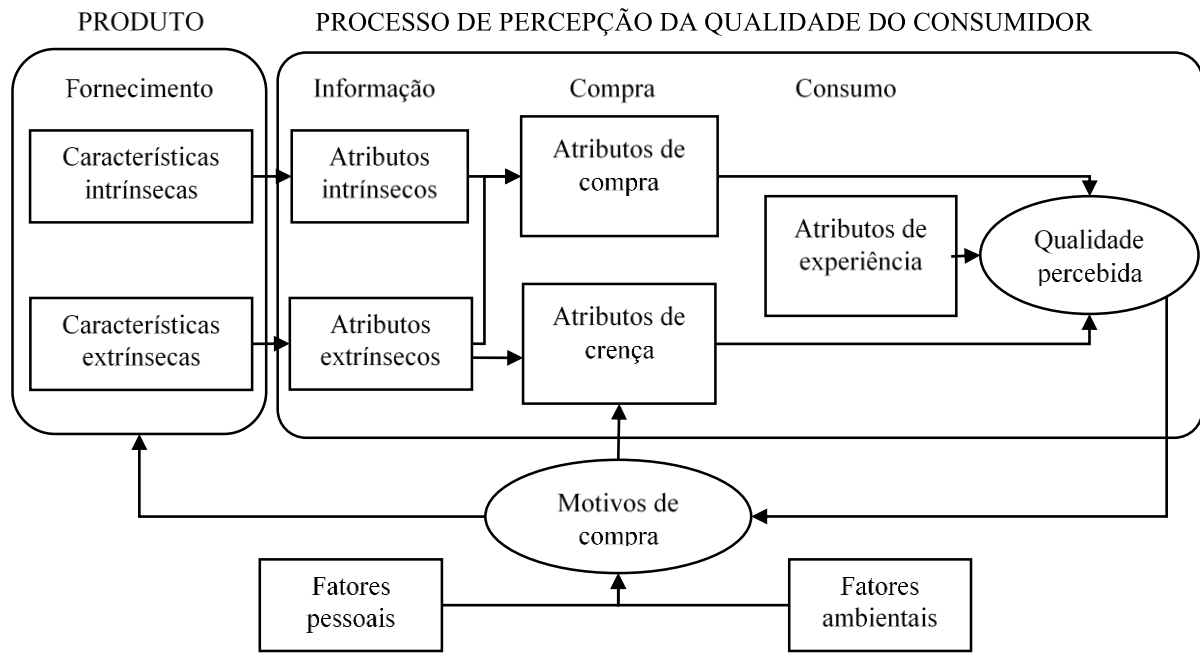 PRODUTO
PROCESSO DE PERCEPÇÃO DA QUALIDADE DO CONSUMIDOR
Fornecimento
Informação
Compra
Consumo
Características
intrínsecas
Atributos
intrínsecos
Atributos de
compra
Atributos de
experiência
Qualidade
percebida
Características
extrínsecas
Atributos
extrínsecos
Atributos de
crença
Motivos de
compra
Fatores
pessoais
Fatores
ambientais